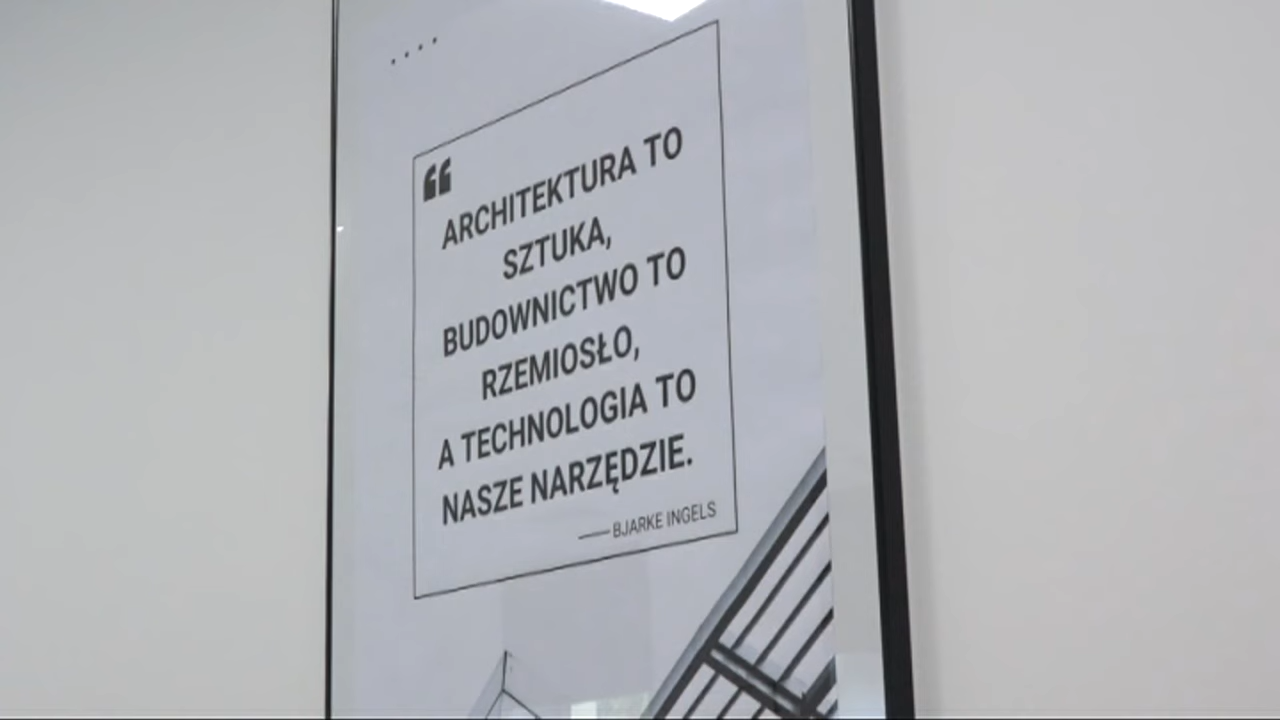 “
ARCHITEKTURA TO
SZTUKA,
BUDOWNICTWO TO
RZEMIOSŁO,
A TECHNOLOGIA TO
NASZE NARZĘDZIE.
— BJARKE INGELS